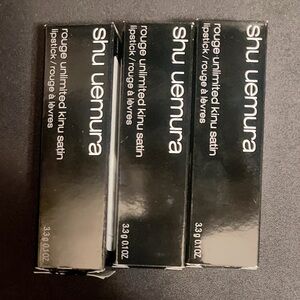 shu uemura
rouge unlimited kinu satin
lipstick / rouge à lèvres
3.3 g 0.1 OZ.
shu uemura
rouge unlimited kinu satin
lipstick / rouge à lèvres
3.3 g 0.1 OZ.
shu uemura
rouge unlimited kinu satin
lipstick / rouge à lèvres
3.3 g 0.1 OZ.